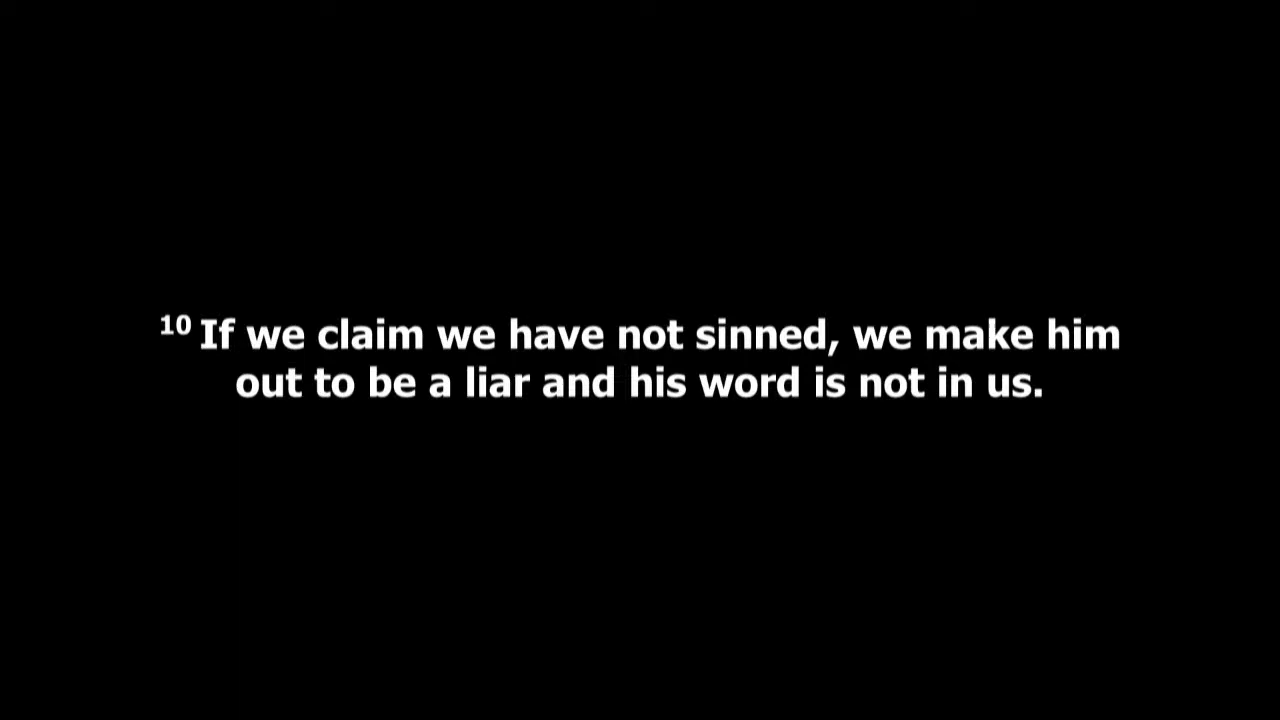 10 If we claim we have not sinned, we make him
out to be a liar and his word is not in us.